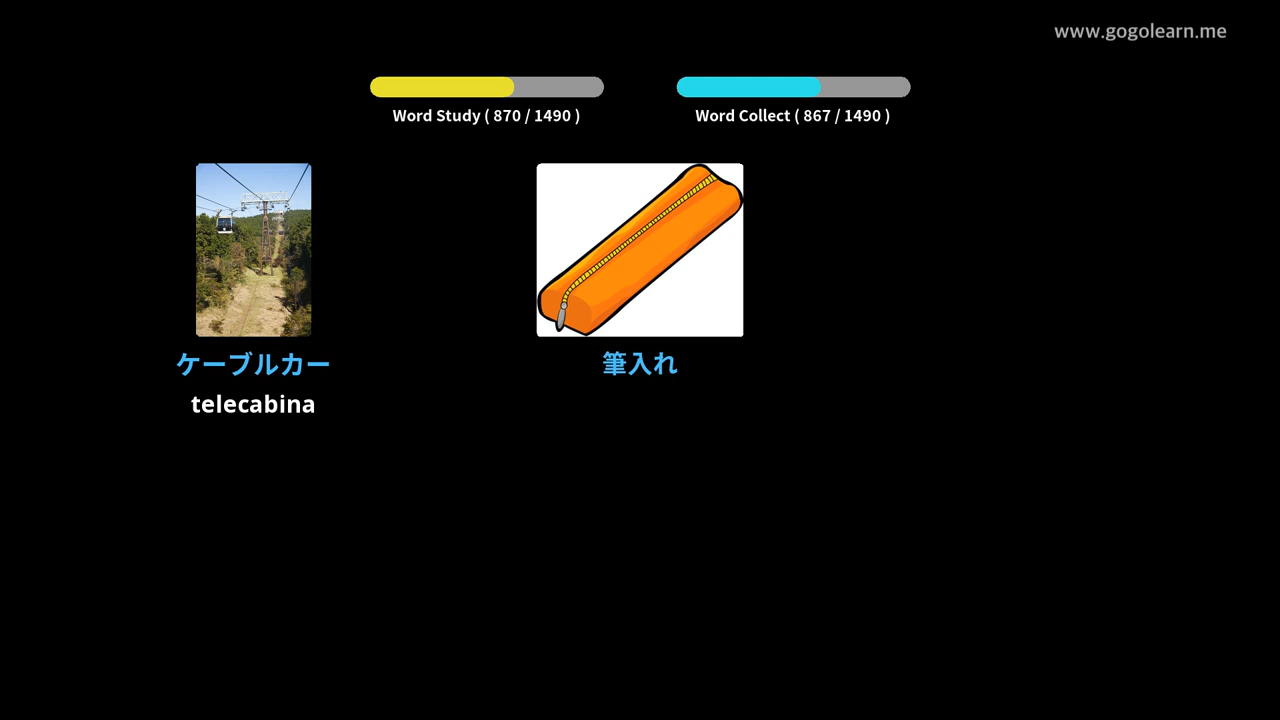 www.gogolearn.me
Word Study ( 870 / 1490 )
Word Collect ( 867 / 1490 )
ケーブルカー
telecabina
筆入れ